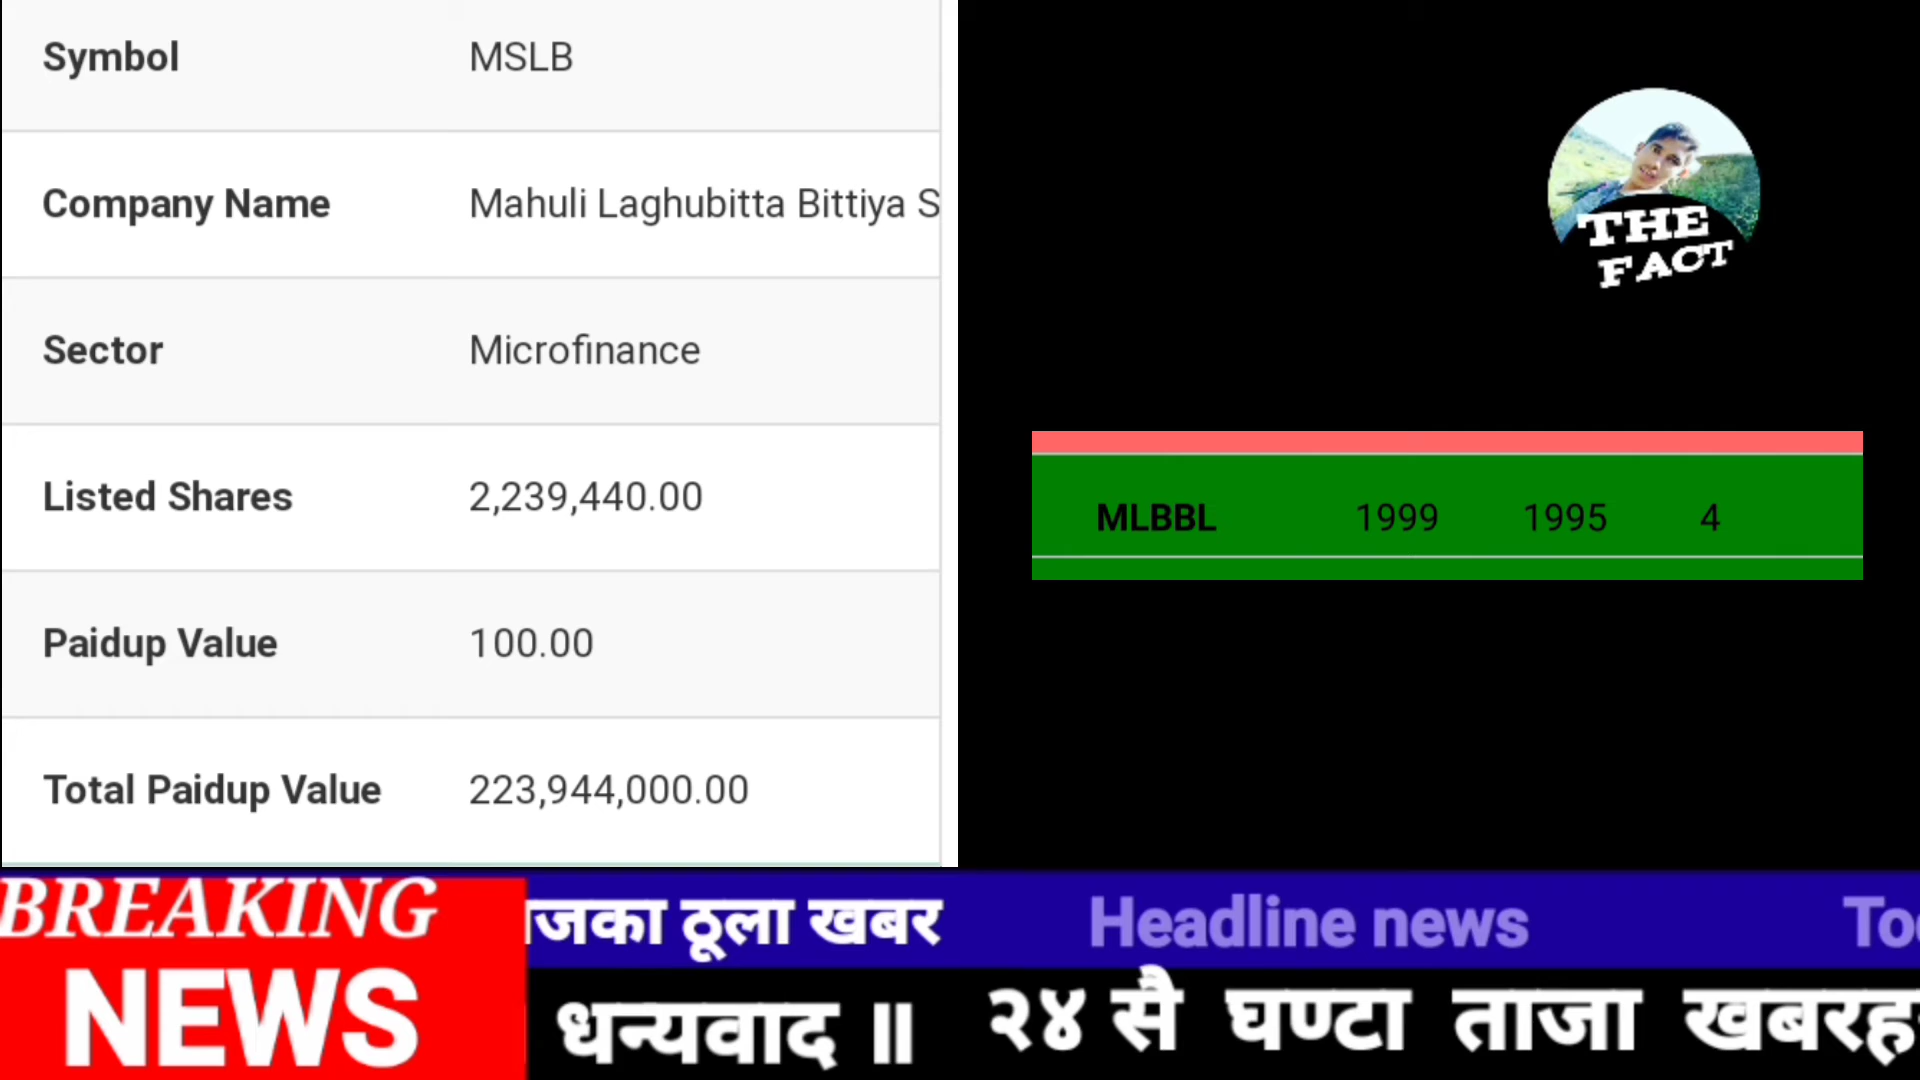 Symbol MSLB
Company Name Mahuli Laghubitta Bittiya S
Sector Microfinance
Listed Shares 2,239,440.00
Paidup Value 100.00
Total Paidup Value 223,944,000.00
THE
FACT
MLBBL 1999 1995 4
BREAKING
NEWS
जका ठूला खबर Headline news To
धन्यवाद ॥ २४ सै घण्टा ताजा खबरह